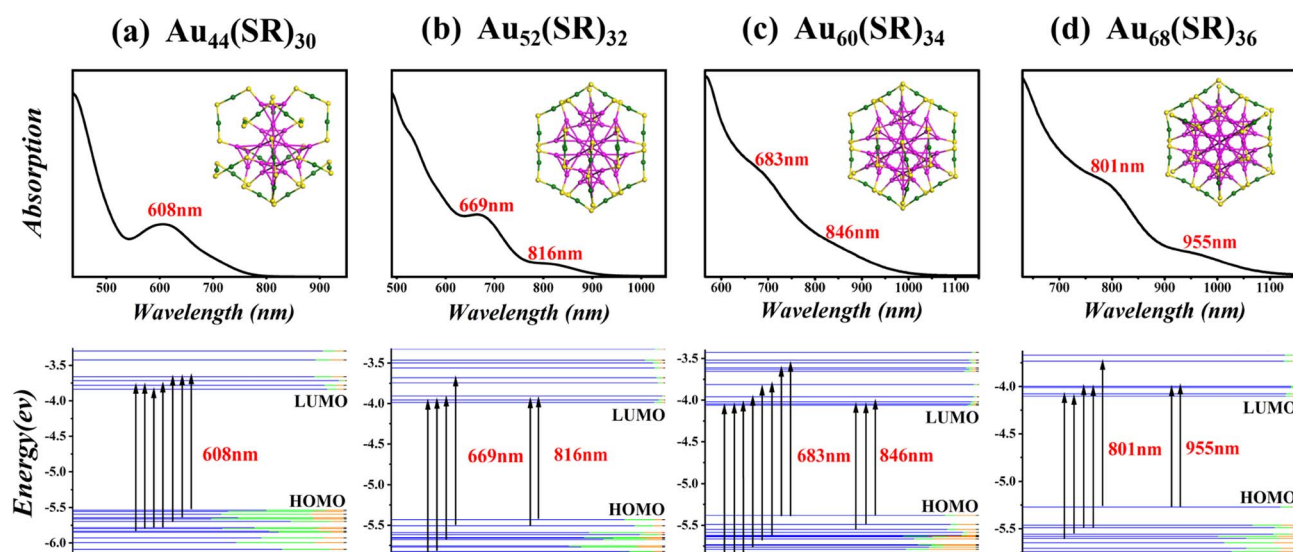 (a) Au44(SR)30
(b) Au52(SR)32
(c) Au60(SR)34
(d) Au68(SR)36
Absorption
608nm
669nm
816nm
683nm
846nm
801nm
955nm
500 600 700 800 900
500 600 700 800 900 1000
600 700 800 900 1000 1100
700 800 900 1000 1100
Wavelength (nm)
Wavelength (nm)
Wavelength (nm)
Wavelength (nm)
Energy(ev)
-3.5
-4.0
-4.5
-5.0
-5.5
-6.0
LUMO
608nm
HOMO
-3.5
-4.0
-4.5
-5.0
-5.5
LUMO
669nm
816nm
HOMO
-3.5
-4.0
-4.5
-5.0
-5.5
LUMO
683nm
846nm
HOMO
-4.0
-4.5
-5.0
-5.5
LUMO
801nm
955nm
HOMO